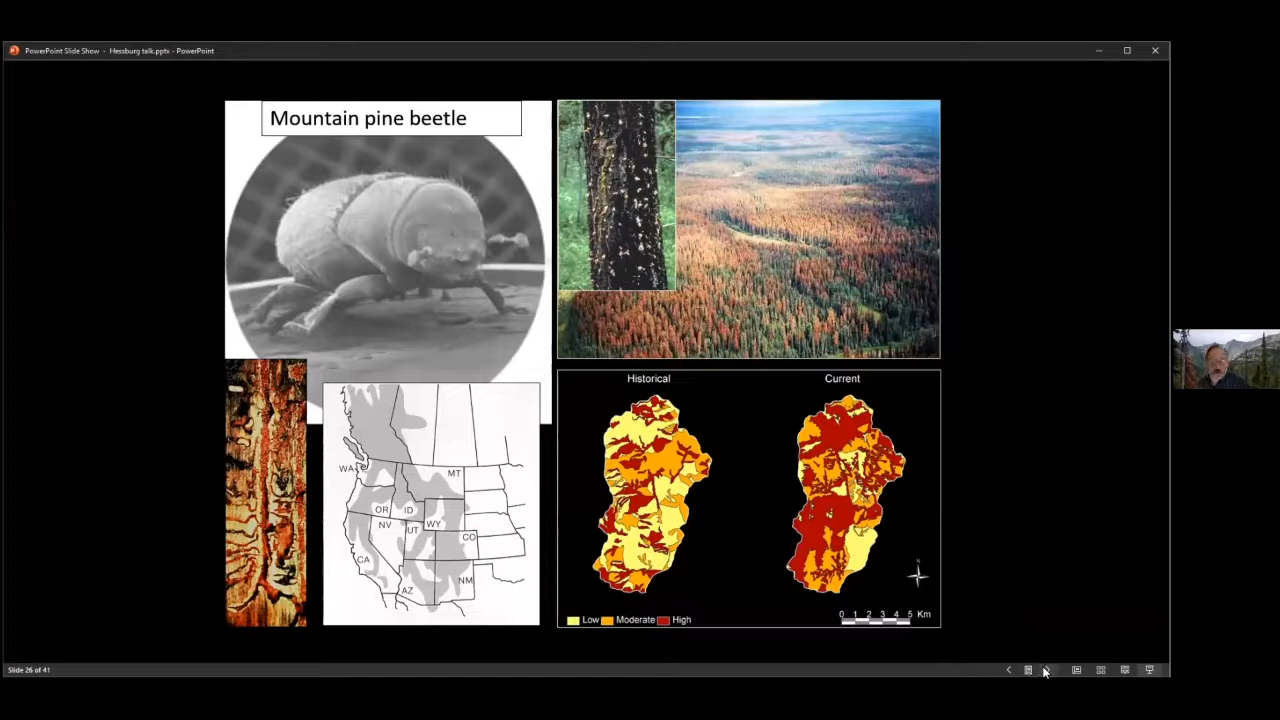 PowerPoint Slide Show - Hessburg talk.pptx - PowerPoint
Mountain pine beetle
WA
MT
OR
ID
WY
NV
UT
CO
CA
AZ
NM
Historical
Current
N
0 1 2 3 4 5 Km
Low Moderate High
Slide 26 of 41